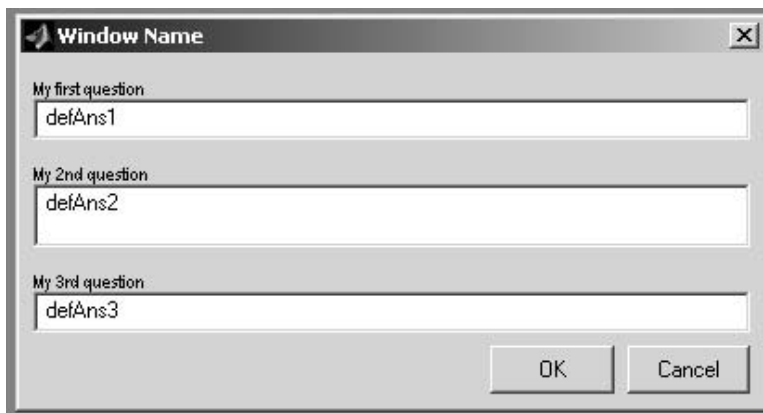 Window Name
My first question
defAns1
My 2nd question
defAns2
My 3rd question
defAns3
OK Cancel